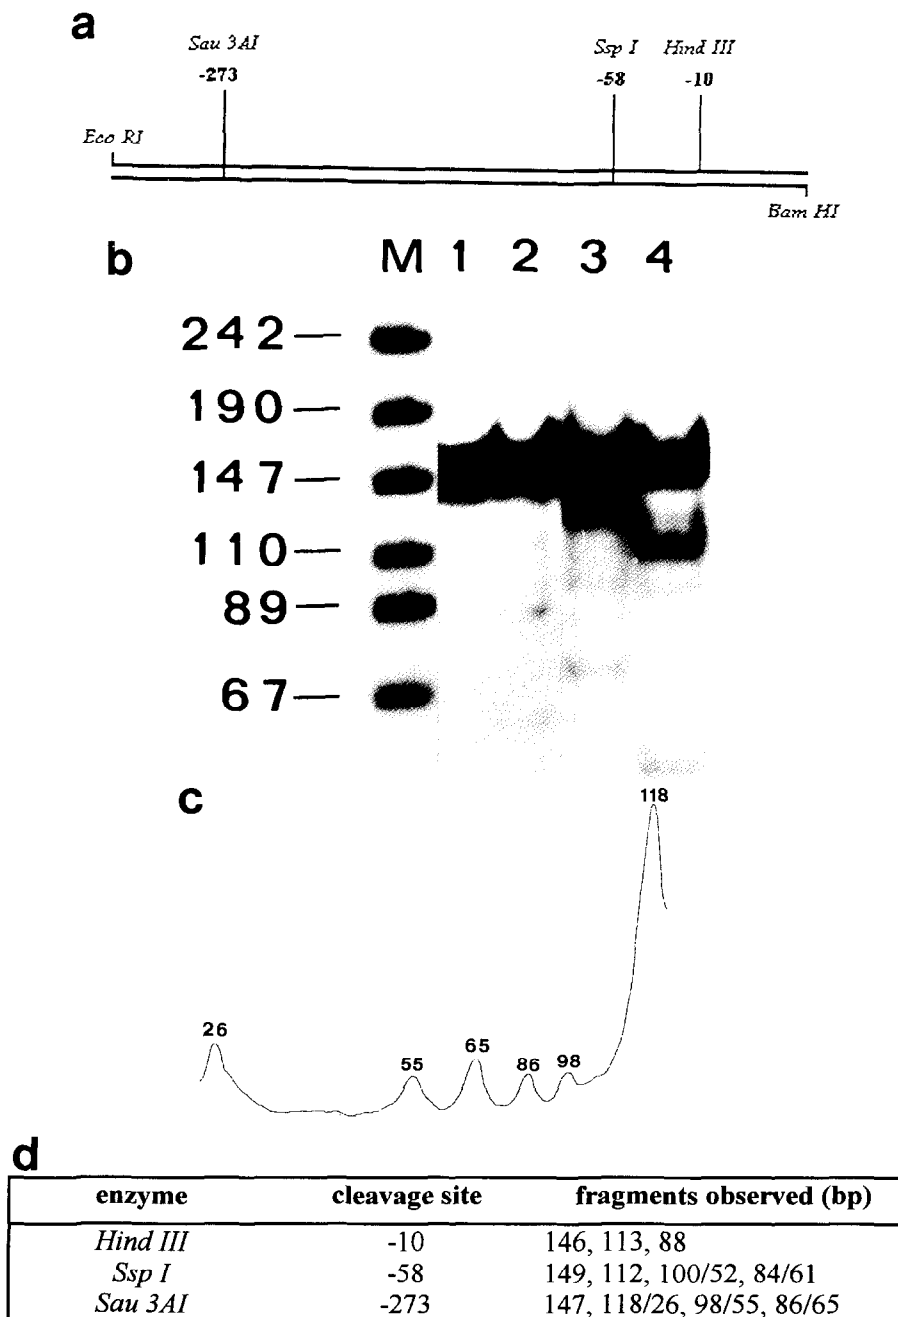 a
Sau 3AI
Ssp I Hind III
-273
-58 -10
Eco RI
Bam HI
b
M 1 2 3 4
242
190
147
110
89
67
c
118
26
55
65
86
98
d
enzyme cleavage site fragments observed (bp)
Hind III -10 146, 113, 88
Ssp I -58 149, 112, 100/52, 84/61
Sau 3AI -273 147, 118/26, 98/55, 86/65